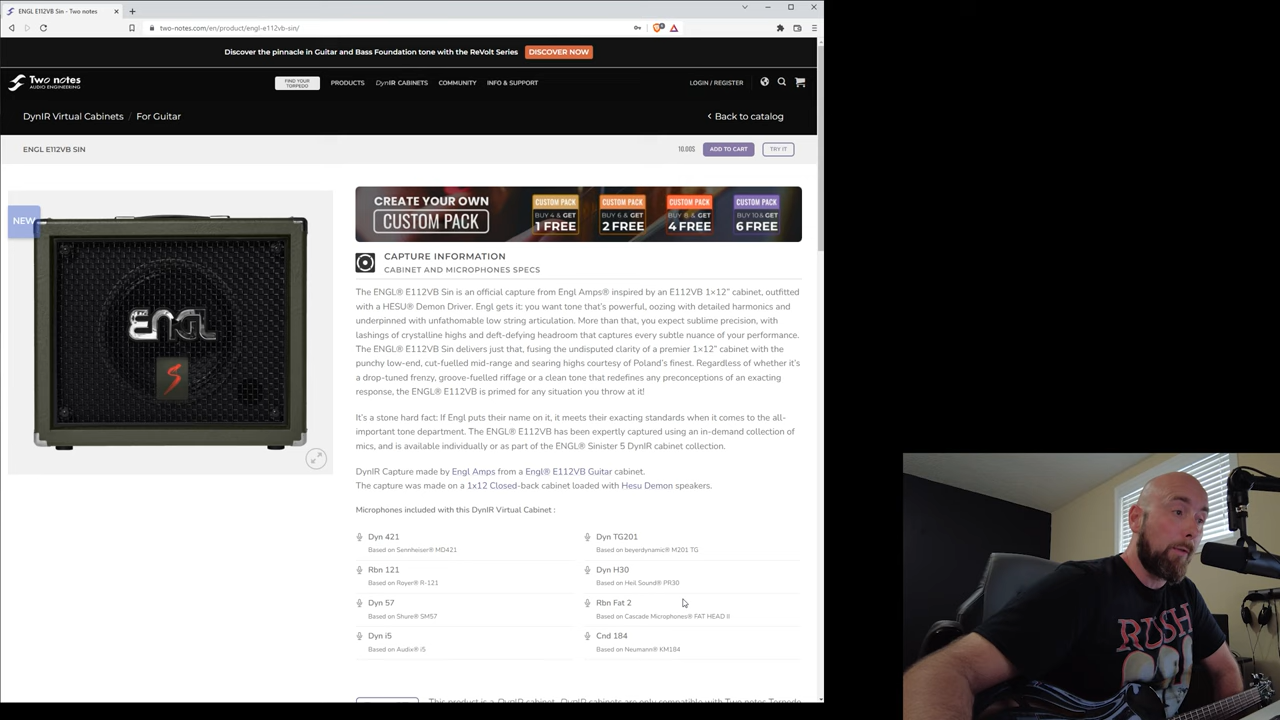 ENGL E112VB Sin - Two notes
two-notes.com/en/product/engl-e112vb-sin/
Discover the pinnacle in Guitar and Bass Foundation tone with the ReVolt Series DISCOVER NOW
Two notes
AUDIO ENGINEERING
FIND YOUR
TORPEDO
PRODUCTS DynIR CABINETS COMMUNITY INFO & SUPPORT LOGIN / REGISTER
DynIR Virtual Cabinets / For Guitar Back to catalog
ENGL E112VB SIN 10.00$ ADD TO CART TRY IT
NEW
ENGL
S
CREATE YOUR OWN
CUSTOM PACK
CUSTOM PACK
BUY 4 & GET
1 FREE
CUSTOM PACK
BUY 6 & GET
2 FREE
CUSTOM PACK
BUY 8 & GET
4 FREE
CUSTOM PACK
BUY 10 & GET
6 FREE
CAPTURE INFORMATION
CABINET AND MICROPHONES SPECS
The ENGL® E112VB Sin is an official capture from Engl Amps® inspired by an E112VB 1×12” cabinet, outfitted
with a HESU® Demon Driver. Engl gets it: you want tone that’s powerful, oozing with detailed harmonics and
underpinned with unfathomable low string articulation. More than that, you expect sublime precision, with
lashings of crystalline highs and deft-defying headroom that captures every subtle nuance of your performance.
The ENGL® E112VB Sin delivers just that, fusing the undisputed clarity of a premier 1×12” cabinet with the
punchy low-end, cut-fuelled mid-range and searing highs courtesy of Poland’s finest. Regardless of whether it’s
a drop-tuned frenzy, groove-fuelled riffage or a clean tone that redefines any preconceptions of an exacting
response, the ENGL® E112VB is primed for any situation you throw at it!
It’s a stone hard fact: If Engl puts their name on it, it meets their exacting standards when it comes to the all-
important tone department. The ENGL® E112VB has been expertly captured using an in-demand collection of
mics, and is available individually or as part of the ENGL® Sinister 5 DynIR cabinet collection.
DynIR Capture made by Engl Amps from a Engl® E112VB Guitar cabinet.
The capture was made on a 1x12 Closed-back cabinet loaded with Hesu Demon speakers.
Microphones included with this DynIR Virtual Cabinet :
Dyn 421
Based on Sennheiser® MD421
Dyn TG201
Based on beyerdynamic® M201 TG
Rbn 121
Based on Royer® R-121
Dyn H30
Based on Heil Sound® PR30
Dyn 57
Based on Shure® SM57
Rbn Fat 2
Based on Cascade Microphones® FAT HEAD II
Dyn i5
Based on Audix® i5
Cnd 184
Based on Neumann® KM184
This product is a DynIR cabinet. DynIR cabinets are only compatible with Two notes Torpedo
RUSH